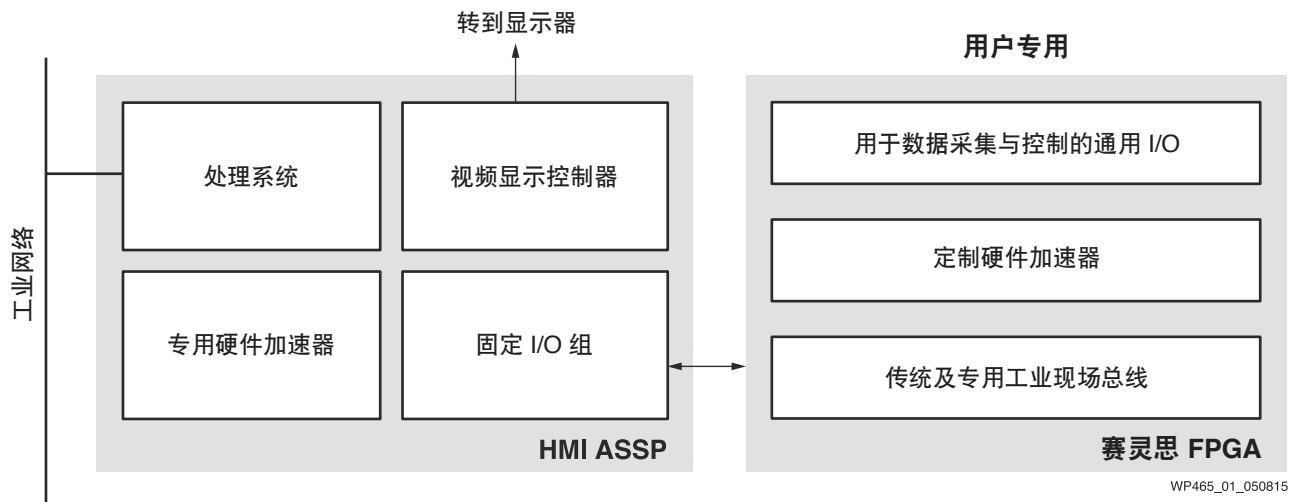 转到显示器
用户专用
处理系统
视频显示控制器
用于数据采集与控制的通用 I/O
工业网络
定制硬件加速器
专用硬件加速器
固定 I/O 组
传统及专用工业现场总线
HMI ASSP
赛灵思 FPGA
WP465_01_050815